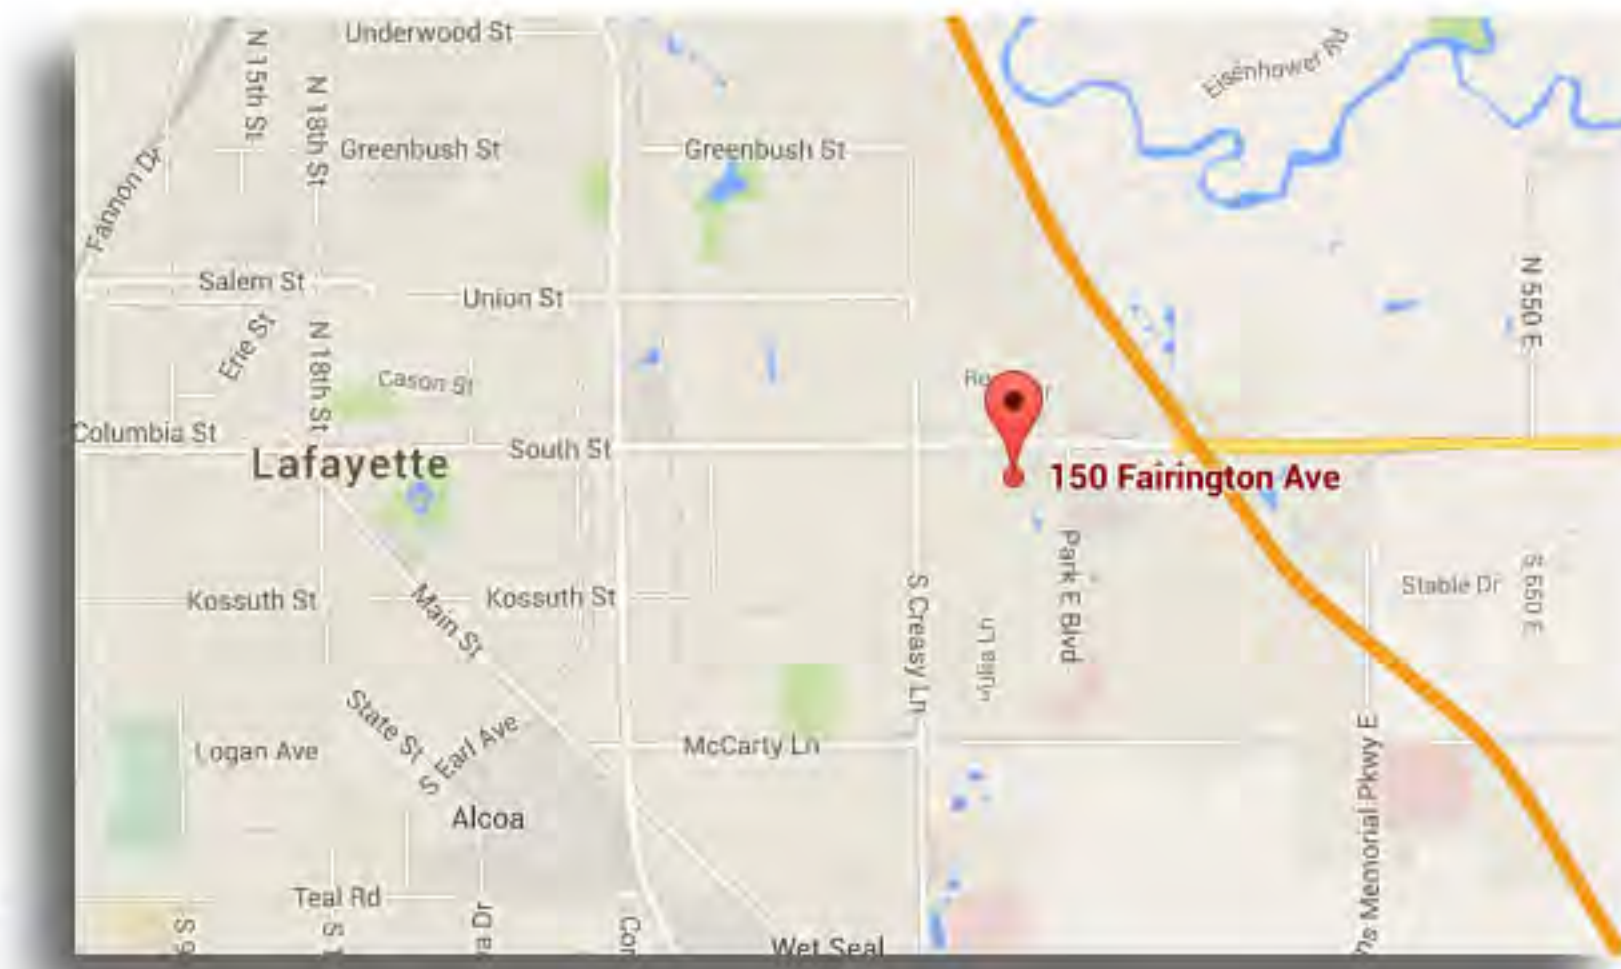 Underwood St
N 15th St
N 18th St
Eisenhower Rd
Greenbush St
Greenbush St
Fannon Dr
Salem St
Union St
N 550 E
Erie St
N 18th St
Cason St
Columbia St
South St
Lafayette
150 Fairington Ave
Park E Blvd
Stable Dr
S 550 E
Kossuth St
Kossuth St
Main St
S Creasy Ln
Julia Ln
State St
S Earl Ave
Logan Ave
McCarty Ln
Memorial Pkwy E
Alcoa
Teal Rd
Wet Seal